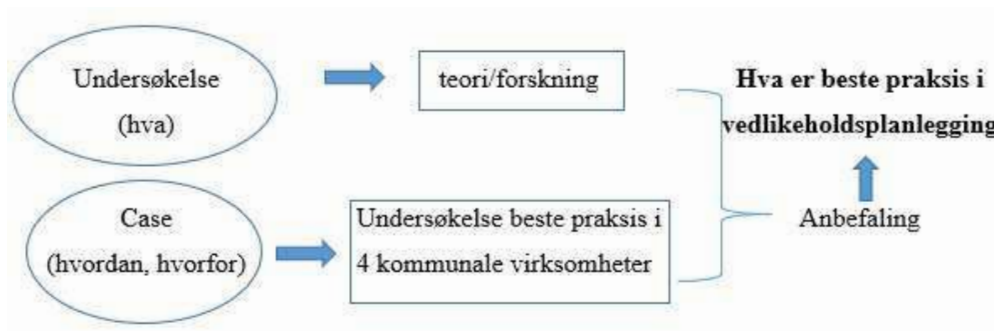 Undersøkelse
(hva)
teori/forskning
Hva er beste praksis i
vedlikeholdsplanlegging
Case
(hvordan, hvorfor)
Undersøkelse beste praksis i
4 kommunale virksomheter
Anbefaling